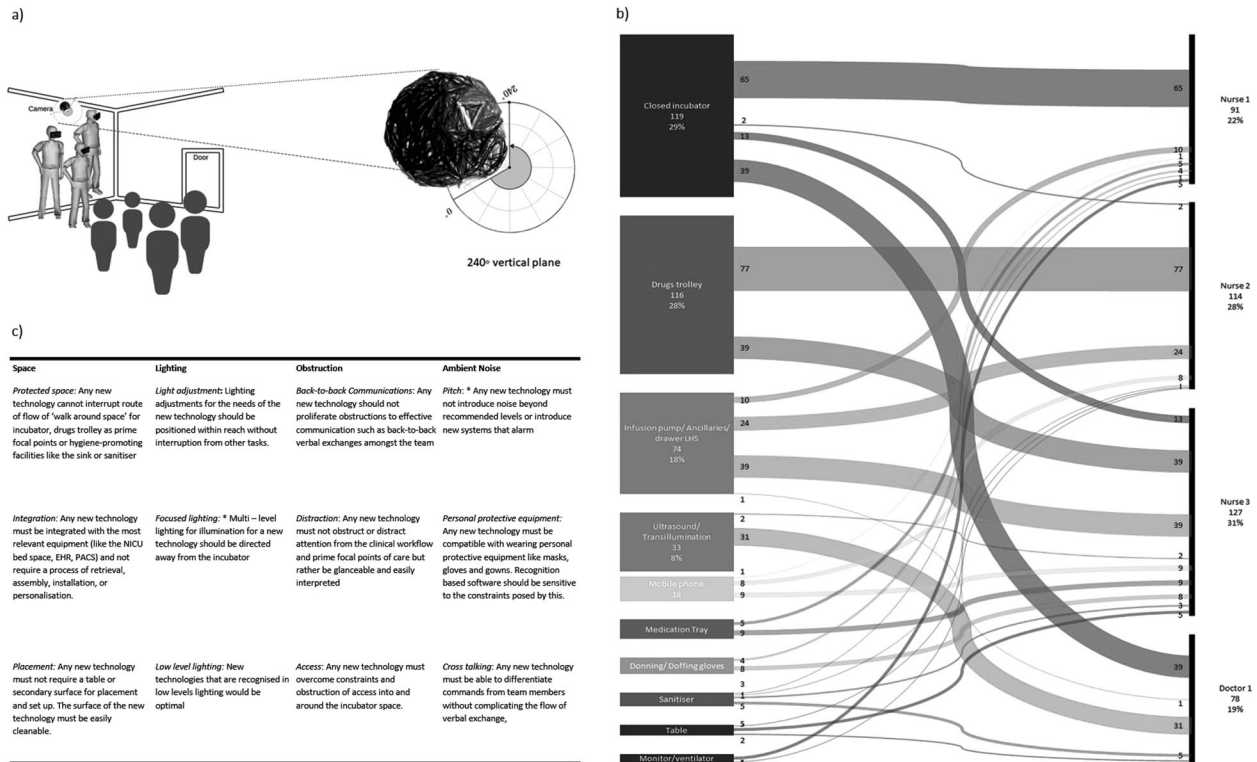 a)
Camera
Door
240°
0°
240° vertical plane
c)
Space
Lighting
Obstruction
Ambient Noise
Protected space: Any new
technology cannot interrupt route
of flow of 'walk around space' for
incubator, drugs trolley as prime
focal points or hygiene-promoting
facilities like the sink or sanitiser
Light adjustment: Lighting
adjustments for the needs of the
new technology should be
positioned within reach without
interruption from other tasks.
Back-to-back Communications: Any
new technology should not
proliferate obstructions to effective
communication such as back-to-back
verbal exchanges amongst the team
Pitch: * Any new technology must
not introduce noise beyond
recommended levels or introduce
new systems that alarm
Integration: Any new technology
must be integrated with the most
relevant equipment (like the NICU
bed space, EHR, PACS) and not
require a process of retrieval,
assembly, installation, or
personalisation.
Focused lighting: * Multi – level
lighting for illumination for a new
technology should be directed
away from the incubator
Distraction: Any new technology
must not obstruct or distract
attention from the clinical workflow
and prime focal points of care but
rather be glanceable and easily
interpreted
Personal protective equipment:
Any new technology must be
compatible with wearing personal
protective equipment like masks,
gloves and gowns. Recognition
based software should be sensitive
to the constraints posed by this.
Placement: Any new technology
must not require a table or
secondary surface for placement
and set up. The surface of the new
technology must be easily
cleanable.
Low level lighting: New
technologies that are recognised in
low levels lighting would be
optimal
Access: Any new technology must
overcome constraints and
obstruction of access into and
around the incubator space.
Cross talking: Any new technology
must be able to differentiate
commands from team members
without complicating the flow of
verbal exchange,
b)
Closed incubator
119
29%
65
2
13
39
Drugs trolley
116
28%
77
39
Infusion pump/ Ancillaries/
drawer LHS
74
18%
10
24
39
1
Ultrasound/
Transillumination
33
8%
2
31
Mobile phone
18
1
8
9
Medication Tray
5
9
Donning/ Doffing gloves
4
8
Sanitiser
3
1
5
Table
5
2
Monitor/ventilator
65
10
1
5
4
1
5
Nurse 1
91
22%
2
77
24
8
1
Nurse 2
114
28%
13
39
39
2
9
9
8
3
5
Nurse 3
127
31%
39
1
31
5
Doctor 1
78
19%